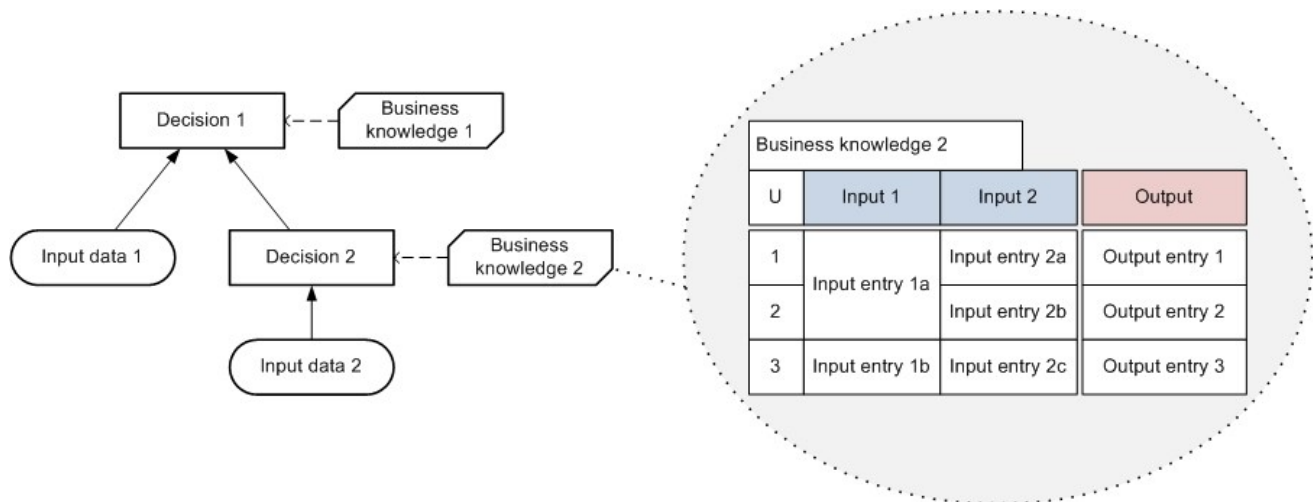 Decision 1
Business
knowledge 1
Input data 1
Decision 2
Business
knowledge 2
Input data 2
Business knowledge 2
U Input 1 Input 2 Output
1 Input entry 1a Input entry 2a Output entry 1
2 Input entry 2b Output entry 2
3 Input entry 1b Input entry 2c Output entry 3